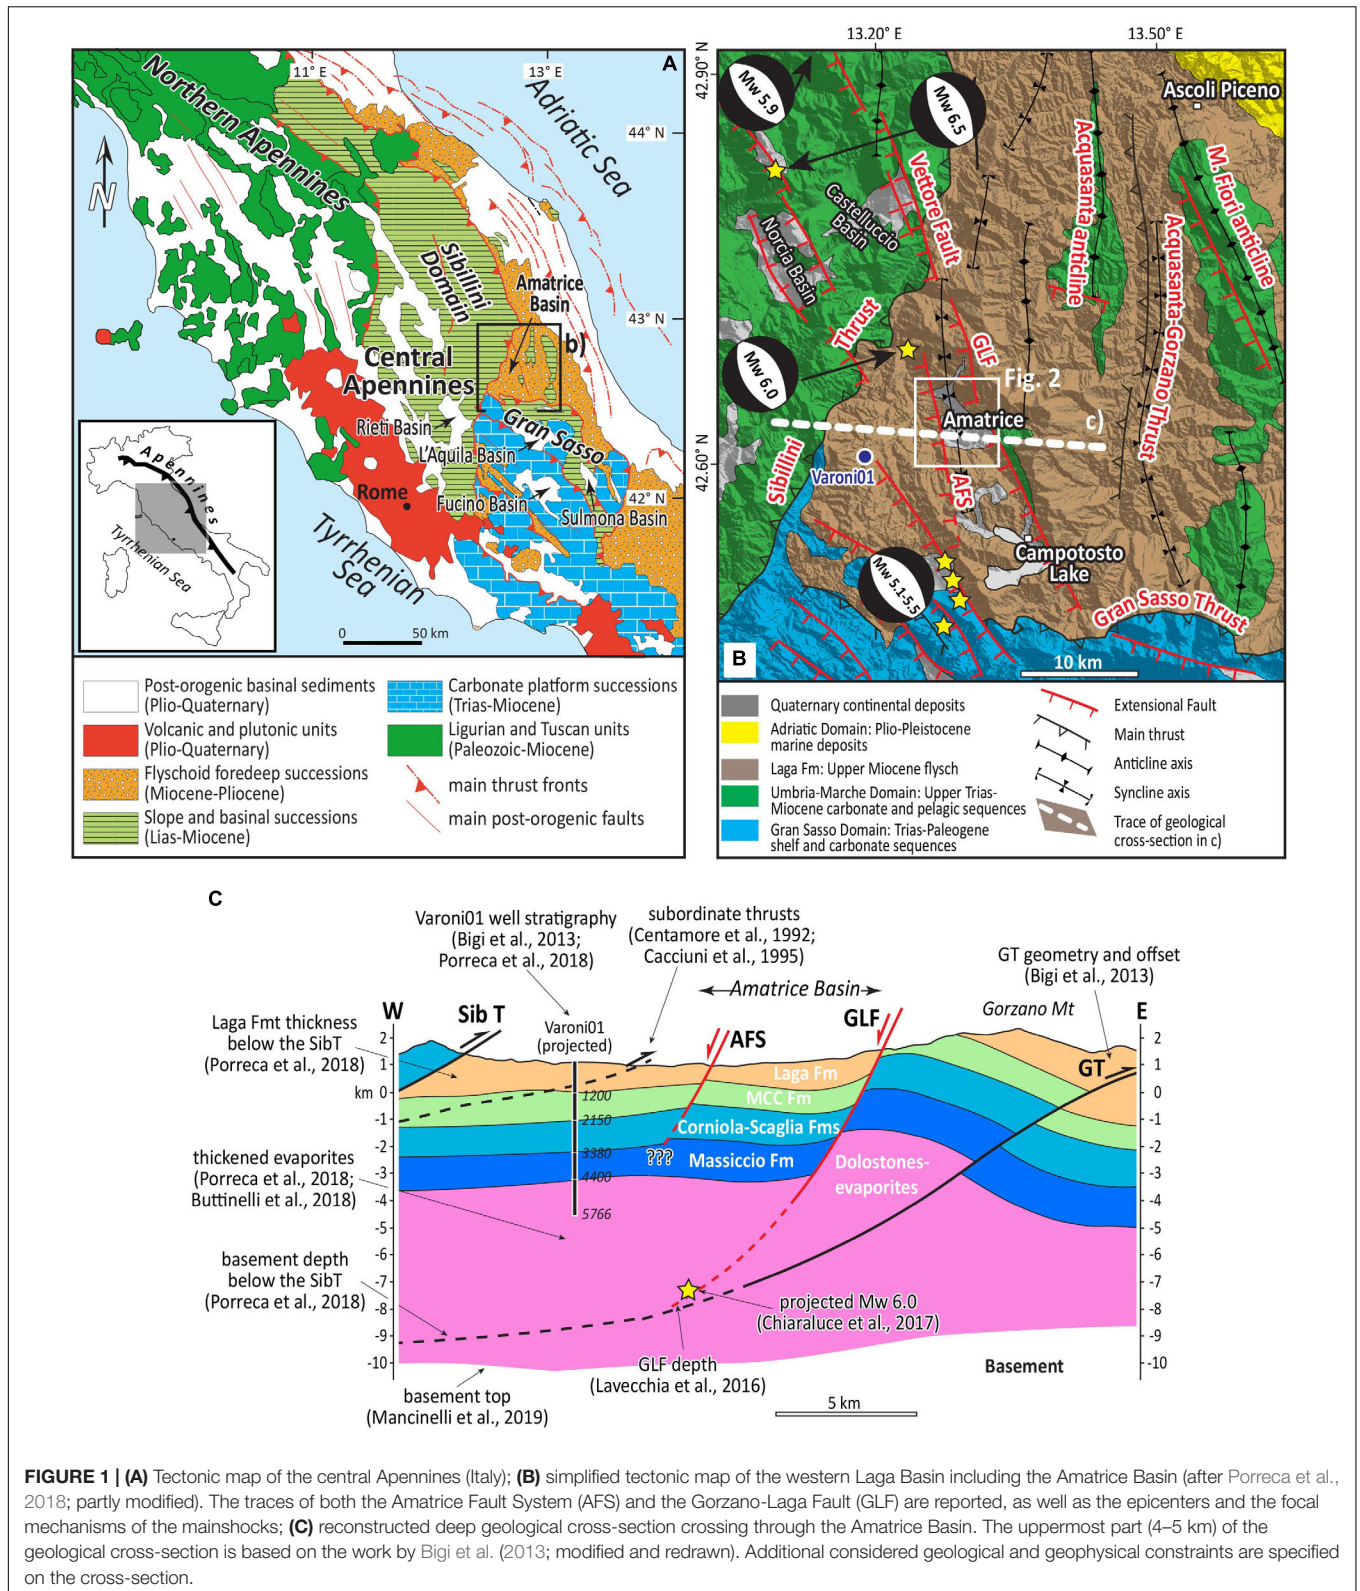 A
11° E
13° E
44° N
43° N
42° N
Northern Apennines
Adriatic Sea
Sibillini
Domain
Amatrice
Basin
b)
Central
Apennines
Rieti Basin
Gran Sasso
L'Aquila Basin
Rome
Fucino Basin
Sulmona Basin
Tyrrhenian
Sea
N
Apennines
Tyrrhenian Sea
0 50 km
Post-orogenic basinal sediments
(Plio-Quaternary)
Volcanic and plutonic units
(Plio-Quaternary)
Flyschoid foredeep successions
(Miocene-Pliocene)
Slope and basinal successions
(Lias-Miocene)
Carbonate platform successions
(Trias-Miocene)
Ligurian and Tuscan units
(Paleozoic-Miocene)
main thrust fronts
main post-orogenic faults
13.20° E
13.50° E
42.90° N
42.60° N
Mw 5.9
Mw 6.5
Ascoli Piceno
Vettore Fault
Castelluccio
Basin
Norcia Basin
Acquasanta anticline
M. Fiori anticline
Acquasanta-Gorzano Thrust
Thrust
GLF
Mw 6.0
Fig. 2
Amatrice
c)
Sibillini
Varoni01
AFS
Campotosto
Lake
Mw 5.1-5.5
Gran Sasso Thrust
B
10 km
Quaternary continental deposits
Adriatic Domain: Plio-Pleistocene
marine deposits
Laga Fm: Upper Miocene flysch
Umbria-Marche Domain: Upper Trias-
Miocene carbonate and pelagic sequences
Gran Sasso Domain: Trias-Paleogene
shelf and carbonate sequences
Extensional Fault
Main thrust
Anticline axis
Syncline axis
Trace of geological
cross-section in c)
C
Varoni01 well stratigraphy
(Bigi et al., 2013;
Porreca et al., 2018)
subordinate thrusts
(Centamore et al., 1992;
Cacciuni et al., 1995)
GT geometry and offset
(Bigi et al., 2013)
Amatrice Basin
Gorzano Mt
W
Sib T
GLF
E
Laga Fmt thickness
below the SibT
(Porreca et al., 2018)
Varoni01
(projected)
AFS
GT
2
1
km 0
-1
-2
-3
-4
-5
-6
-7
-8
-9
-10
2
1
0
-1
-2
-3
-4
-5
-6
-7
-8
-9
-10
Laga Fm
1200
MCC Fm
2150
Corniola-Scaglia Fms
3380
???
Massiccio Fm
4400
Dolostones-
evaporites
5766
thickened evaporites
(Porreca et al., 2018;
Buttinelli et al., 2018)
basement depth
below the SibT
(Porreca et al., 2018)
projected Mw 6.0
(Chiaraluce et al., 2017)
GLF depth
(Lavecchia et al., 2016)
Basement
basement top
(Mancinelli et al., 2019)
5 km
FIGURE 1 | (A) Tectonic map of the central Apennines (Italy); (B) simplified tectonic map of the western Laga Basin including the Amatrice Basin (after Porreca et al.,
2018; partly modified). The traces of both the Amatrice Fault System (AFS) and the Gorzano-Laga Fault (GLF) are reported, as well as the epicenters and the focal
mechanisms of the mainshocks; (C) reconstructed deep geological cross-section crossing through the Amatrice Basin. The uppermost part (4–5 km) of the
geological cross-section is based on the work by Bigi et al. (2013; modified and redrawn). Additional considered geological and geophysical constraints are specified
on the cross-section.